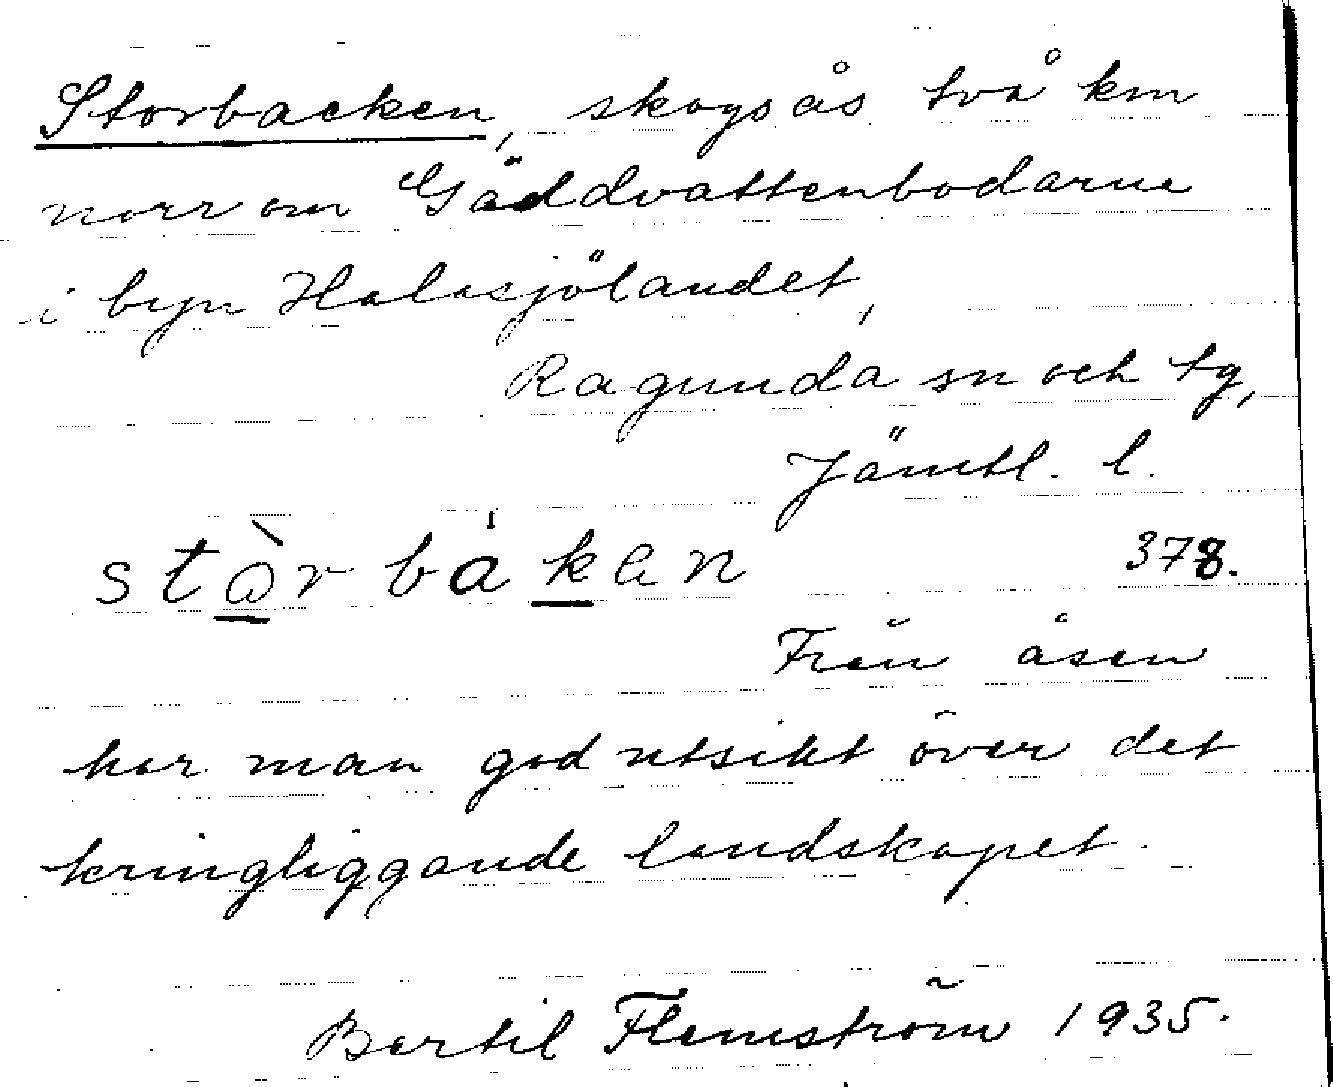 Storbacken, skogsås två km
norr om Gäddvattenbodarne
i byn Halasjölandet,
Ragunda sn och tg,
Jämtl. l.
stòrbákan 378.
Från åsen
har man god utsikt över det
kringliggande landskapet.
Bertil Flemström 1935.